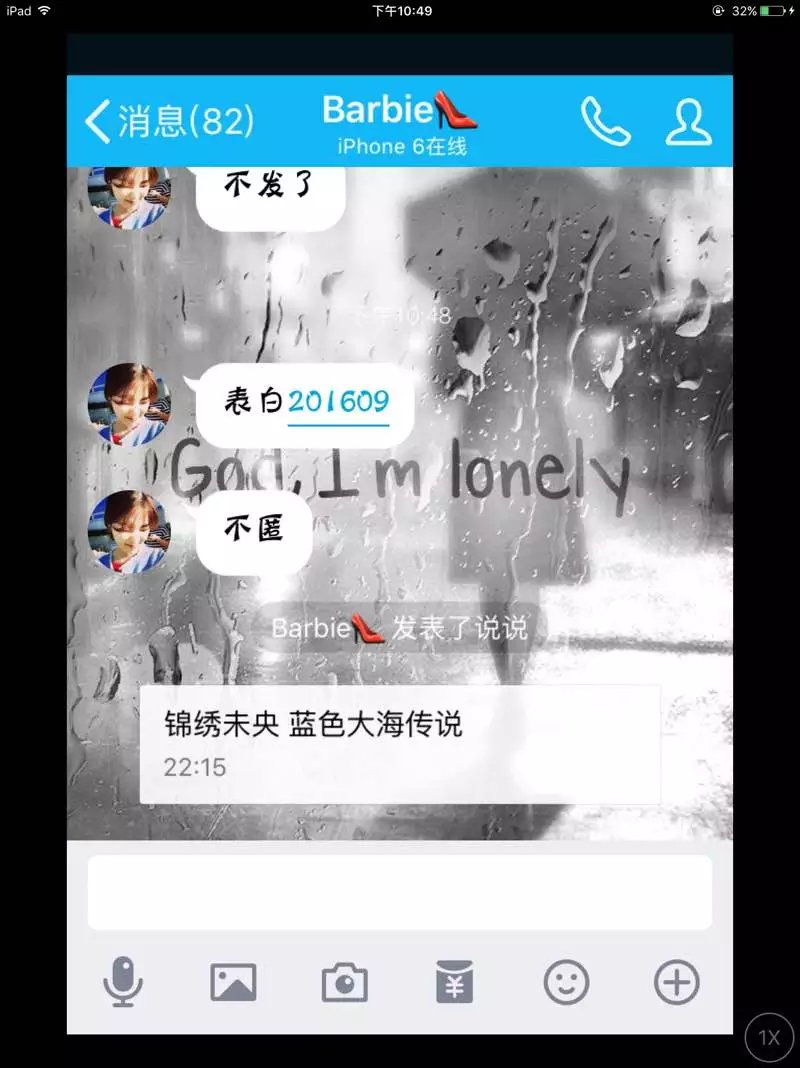 iPad 下午10:49 32%
消息(82) Barbie👠
iPhone 6在线
不发了
下午10:48
表白201609
God, I'm lonely
不匿
Barbie👠 发表了说说
锦绣未央 蓝色大海传说
22:15
¥
1X